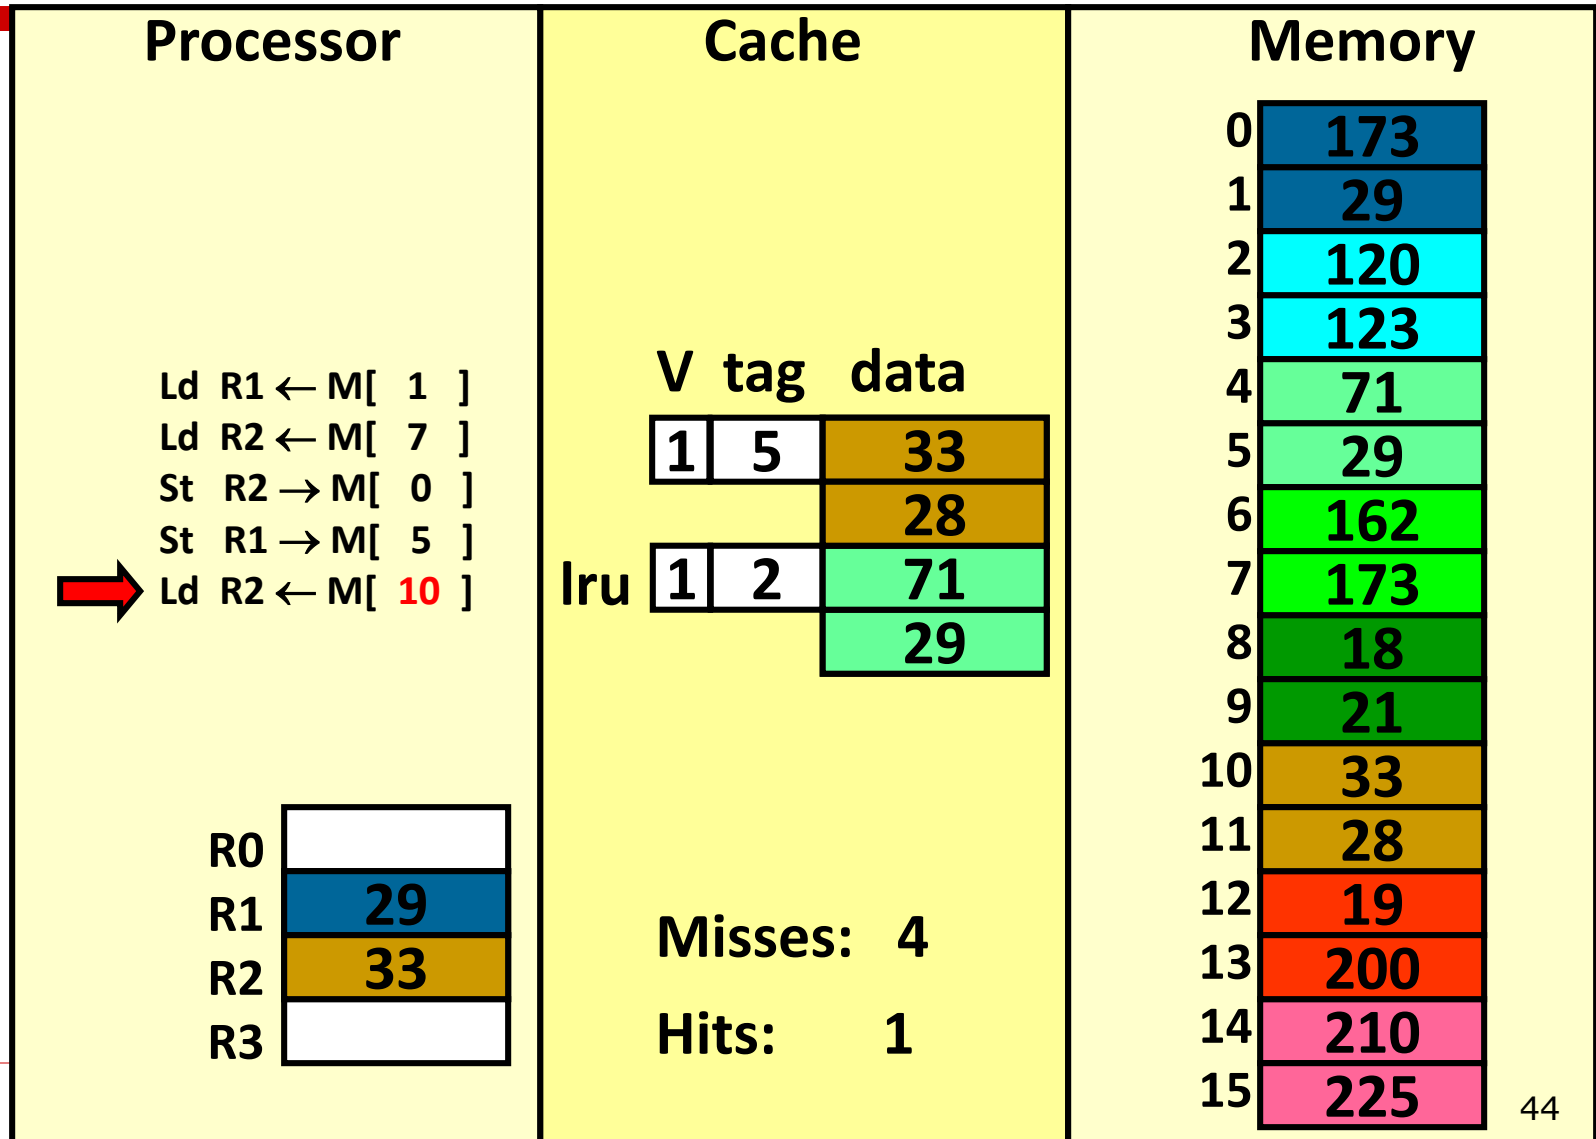 Processor
Ld R1 ← M[ 1 ]
Ld R2 ← M[ 7 ]
St R2 → M[ 0 ]
St R1 → M[ 5 ]
Ld R2 ← M[ 10 ]
R0
R1 29
R2 33
R3
Cache
V tag data
1 5 33
28
lru 1 2 71
29
Misses: 4
Hits: 1
Memory
0 173
1 29
2 120
3 123
4 71
5 29
6 162
7 173
8 18
9 21
10 33
11 28
12 19
13 200
14 210
15 225
44